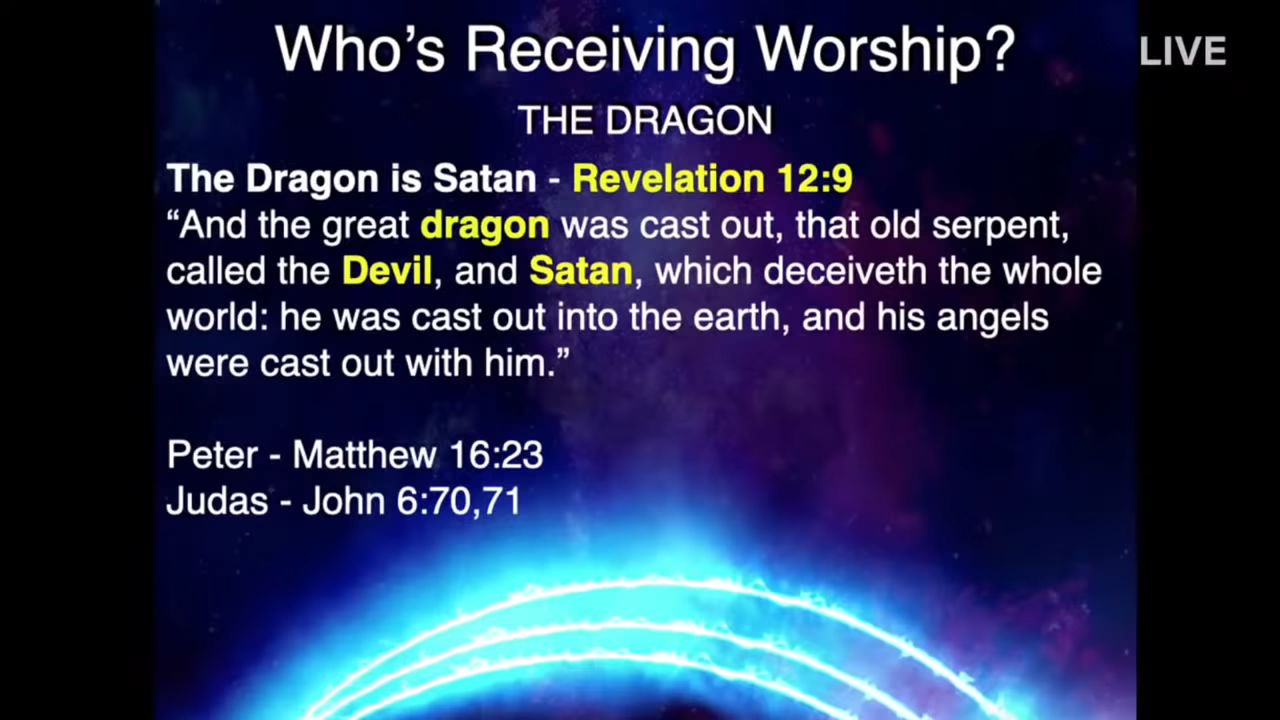 Who’s Receiving Worship?
LIVE
THE DRAGON
The Dragon is Satan - Revelation 12:9
“And the great dragon was cast out, that old serpent,
called the Devil, and Satan, which deceiveth the whole
world: he was cast out into the earth, and his angels
were cast out with him.”
Peter - Matthew 16:23
Judas - John 6:70,71